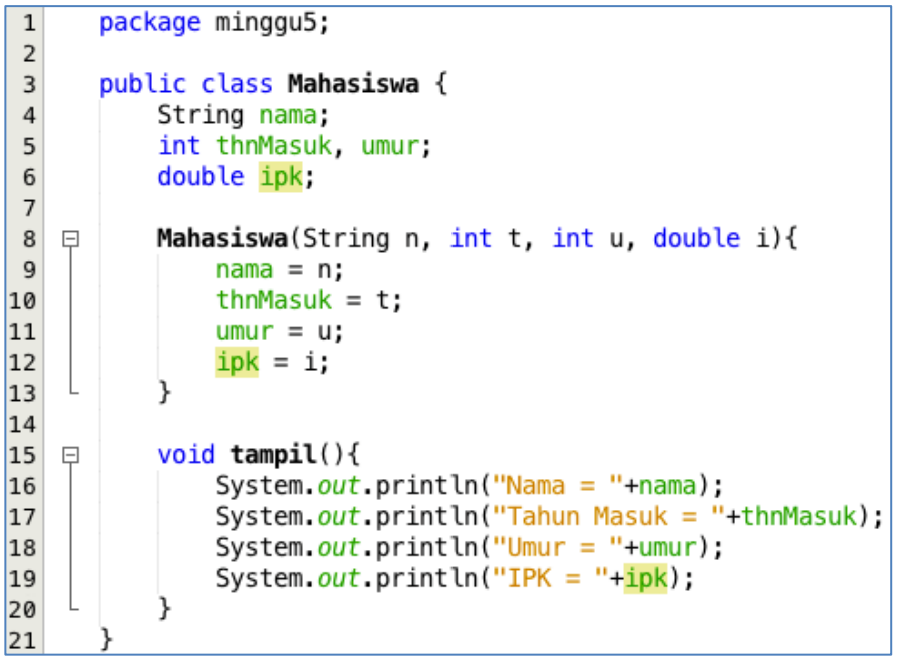 1 package minggu5;
2
3 public class Mahasiswa {
4 String nama;
5 int thnMasuk, umur;
6 double ipk;
7
8 Mahasiswa(String n, int t, int u, double i){
9 nama = n;
10 thnMasuk = t;
11 umur = u;
12 ipk = i;
13 }
14
15 void tampil(){
16 System.out.println("Nama = "+nama);
17 System.out.println("Tahun Masuk = "+thnMasuk);
18 System.out.println("Umur = "+umur);
19 System.out.println("IPK = "+ipk);
20 }
21 }